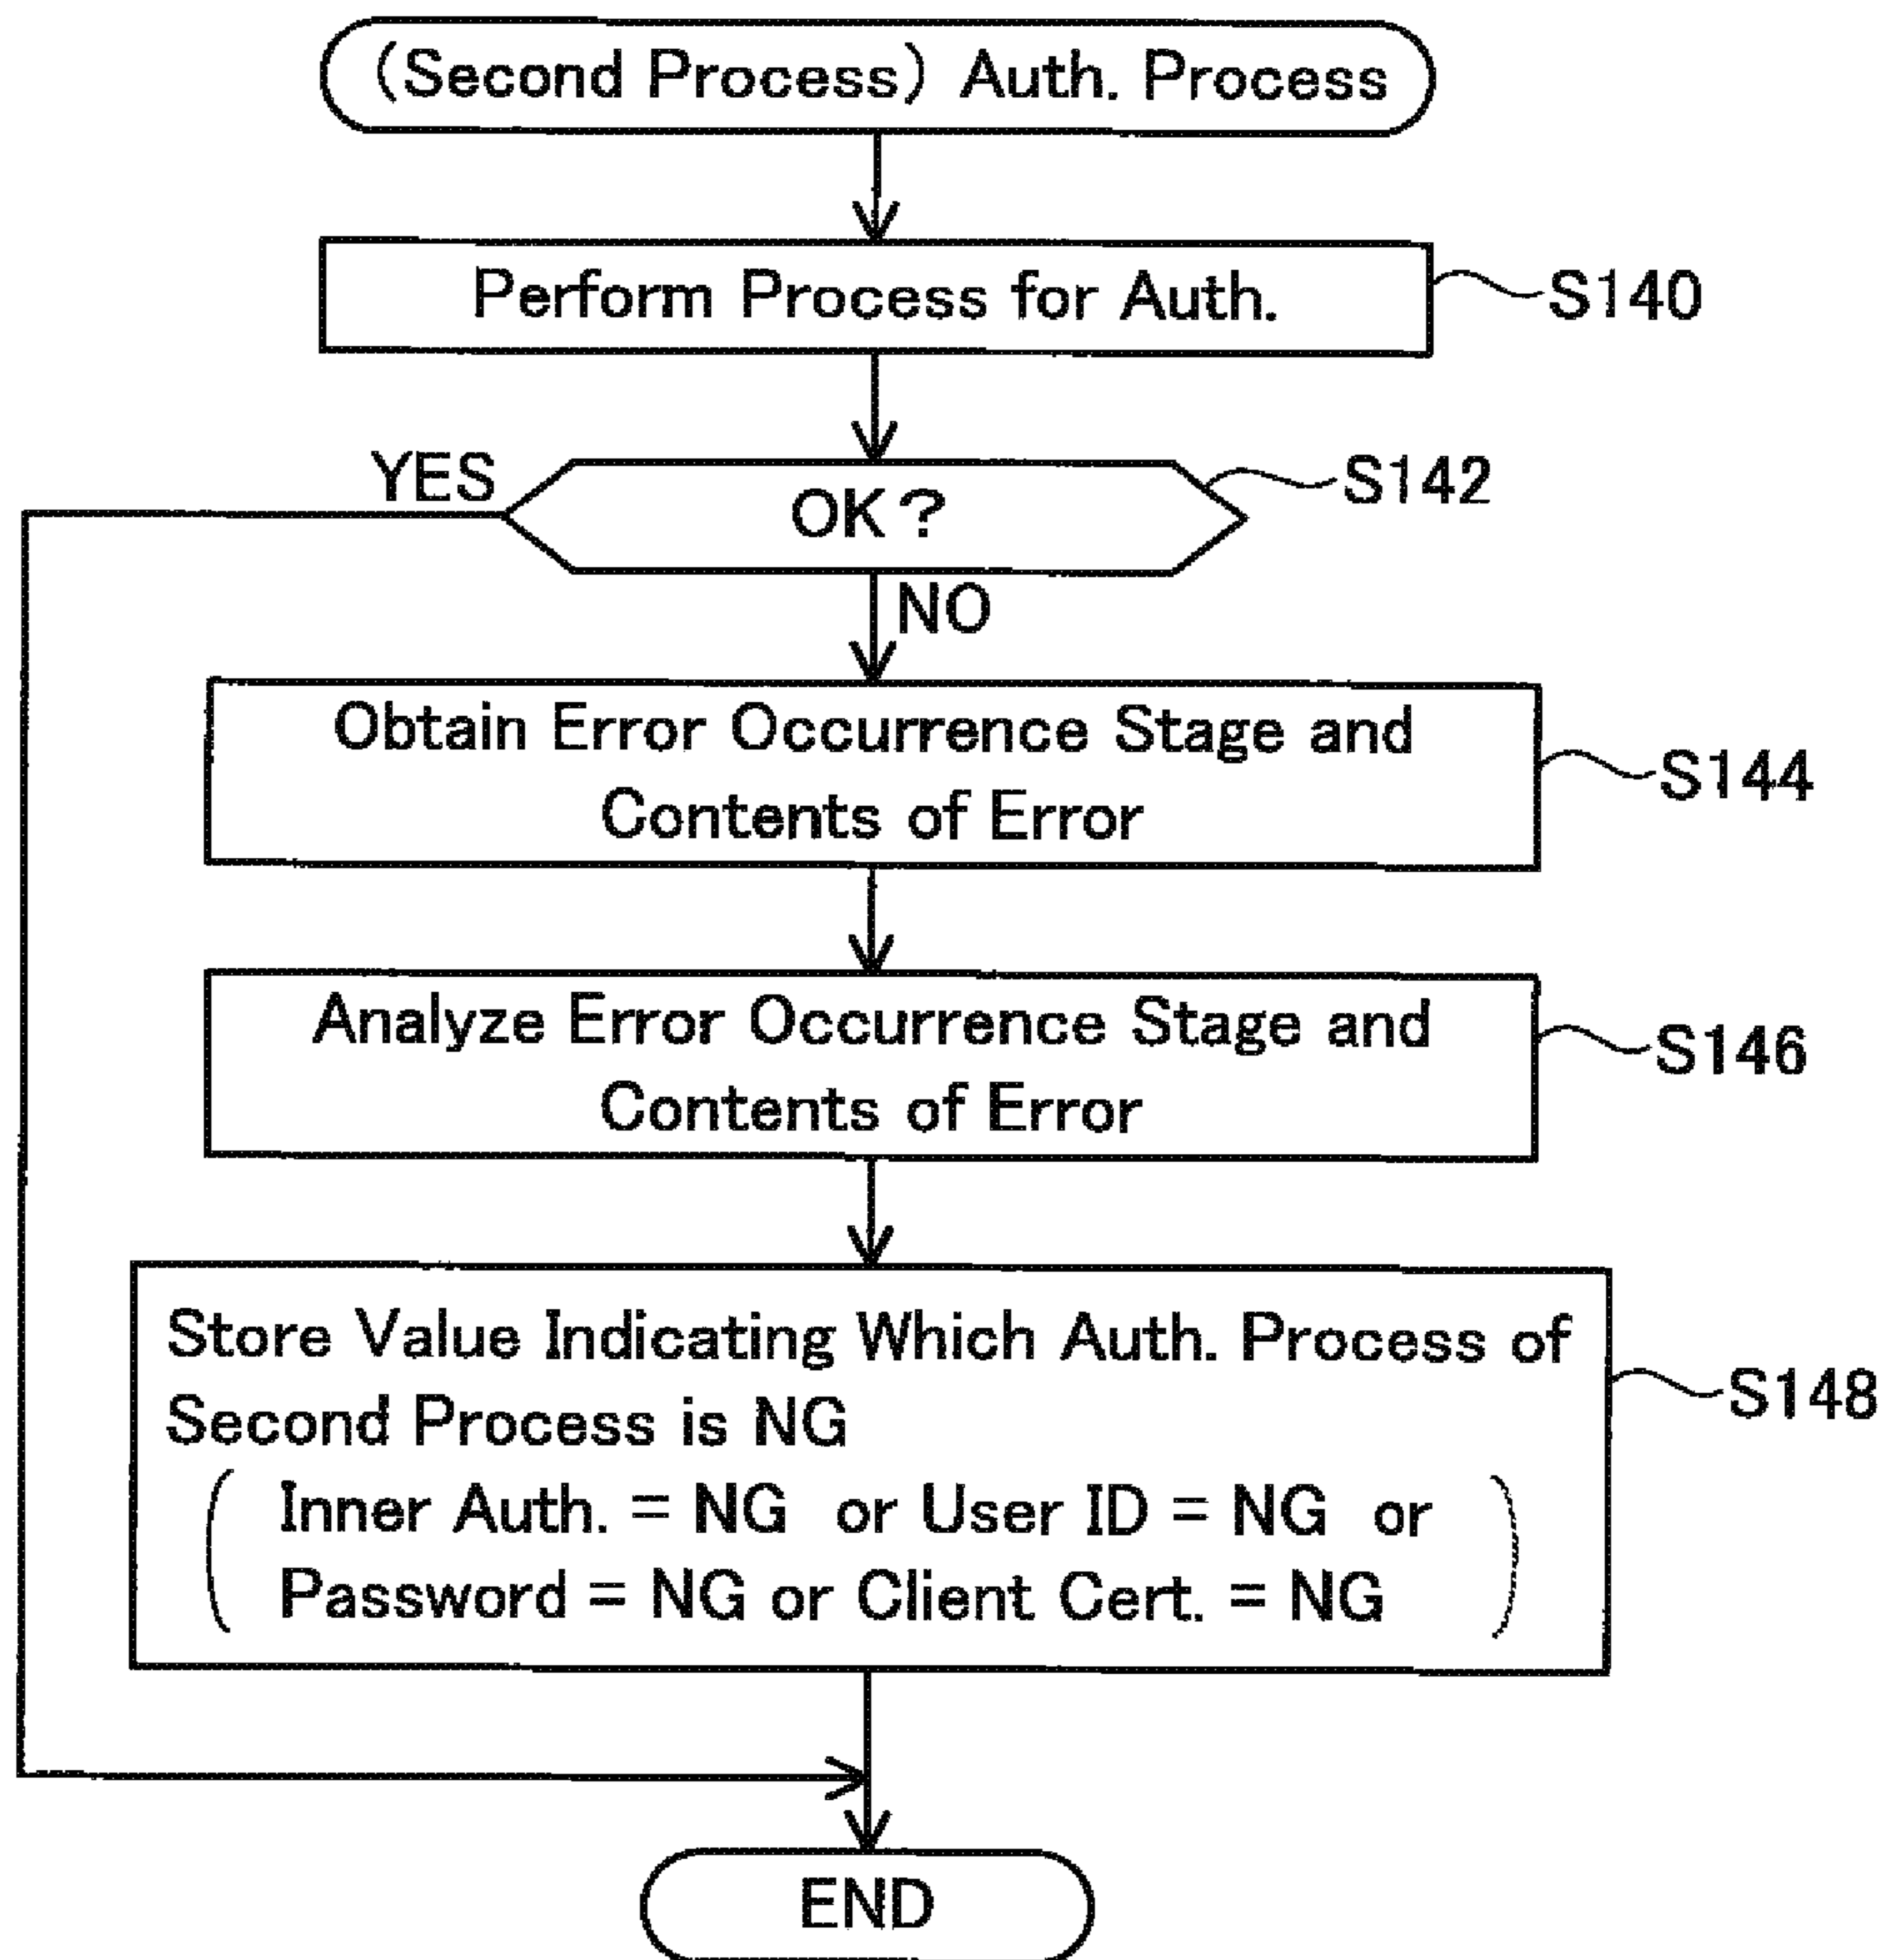 (Second Process) Auth. Process
Perform Process for Auth.
S140
YES
OK?
S142
NO
Obtain Error Occurrence Stage and
Contents of Error
S144
Analyze Error Occurrence Stage and
Contents of Error
S146
Store Value Indicating Which Auth. Process of
Second Process is NG
( Inner Auth. = NG or User ID = NG or
Password = NG or Client Cert. = NG )
S148
END